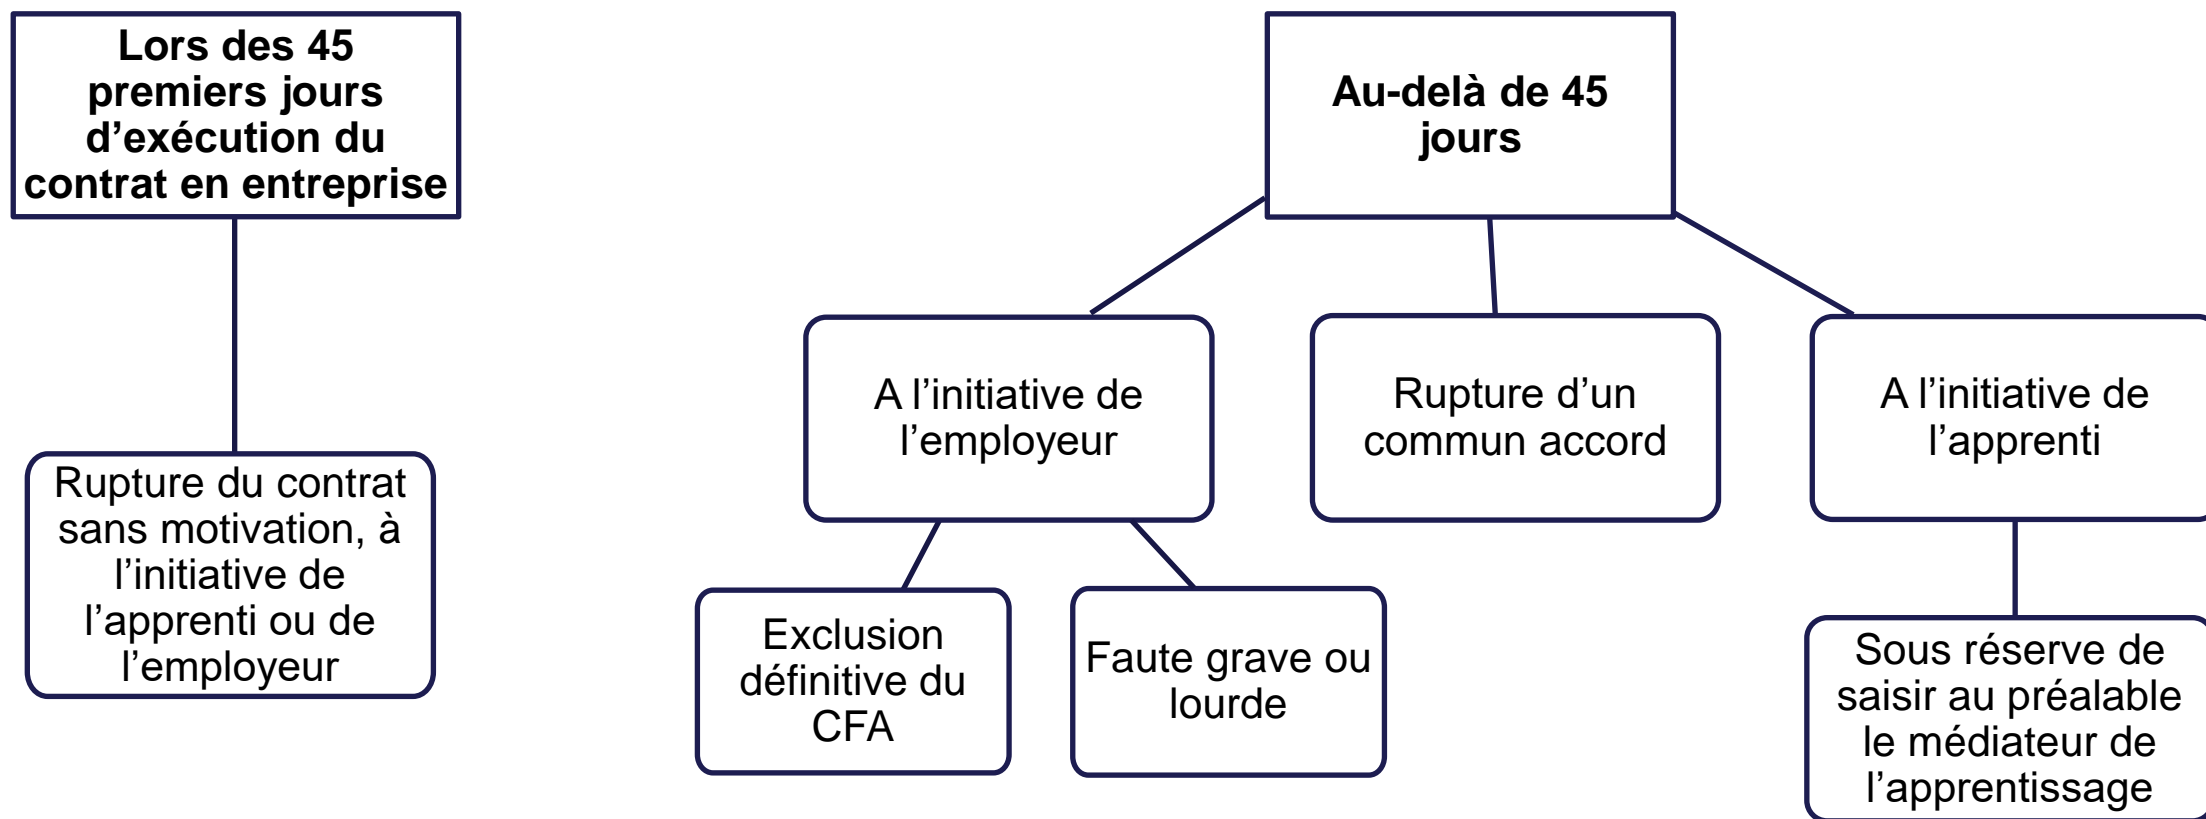 Lors des 45
premiers jours
d’exécution du
contrat en entreprise
Rupture du contrat
sans motivation, à
l’initiative de
l’apprenti ou de
l’employeur
Au-delà de 45
jours
A l’initiative de
l’employeur
Exclusion
définitive du
CFA
Faute grave ou
lourde
Rupture d’un
commun accord
A l’initiative de
l’apprenti
Sous réserve de
saisir au préalable
le médiateur de
l’apprentissage